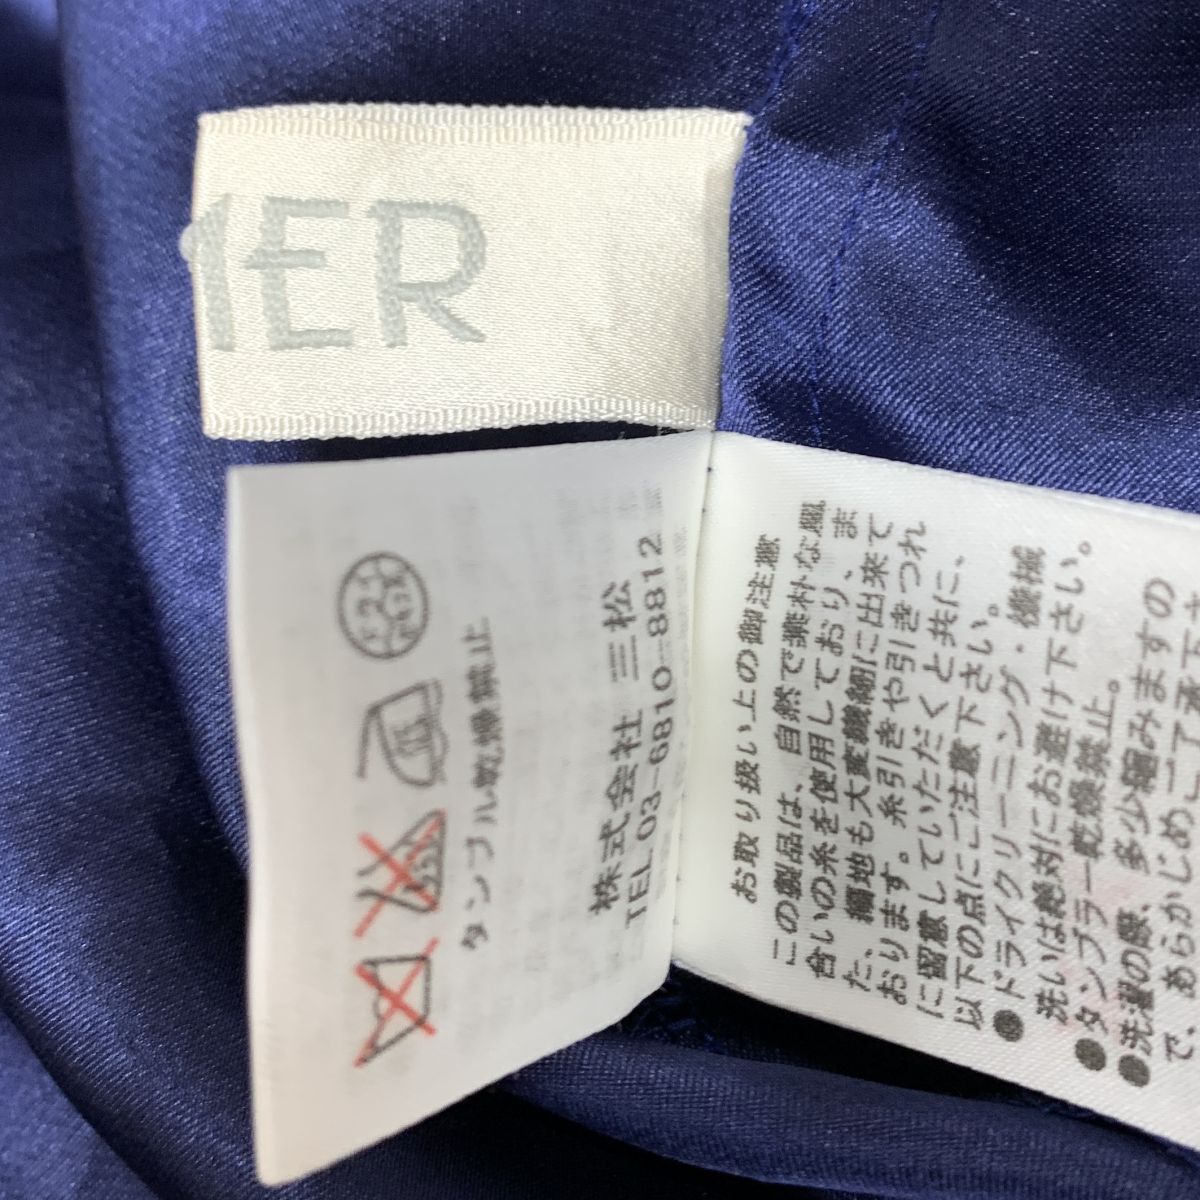 MER
ドライ
セキユ系
タンブル乾燥禁止
株式会社 三松
TEL 03-6810-8812
お取り扱い上の御注意
この製品は、自然で素朴な風
合いの糸を使用しており、ま
た、編地も大変繊細に出来て
おります。糸引きや引きつれ
に留意していただくと共に、
以下の点にご注意下さい。
●ドライクリーニング・機械
洗いは絶対にお避け下さい。
●タンブラー乾燥禁止。
●洗濯の際、多少縮みますの
で、あらかじめご了承下さ